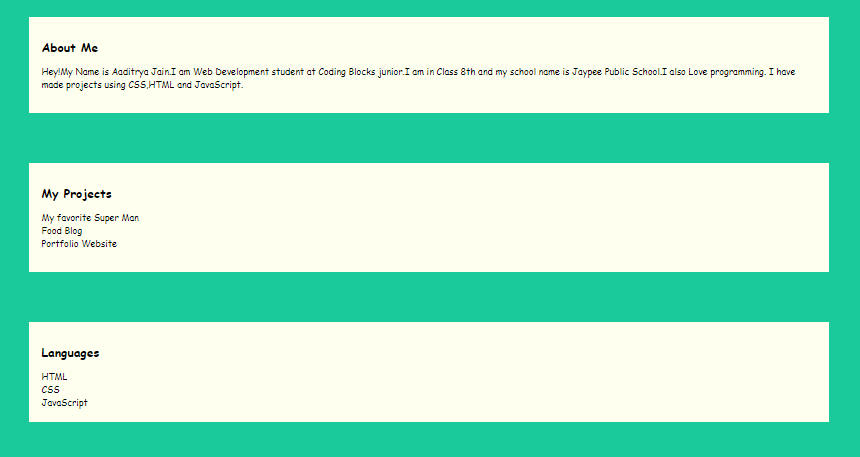 About Me
Hey!My Name is Aaditrya Jain.I am Web Development student at Coding Blocks junior.I am in Class 8th and my school name is Jaypee Public School.I also Love programming. I have
made projects using CSS,HTML and JavaScript.
My Projects
My favorite Super Man
Food Blog
Portfolio Website
Languages
HTML
CSS
JavaScript